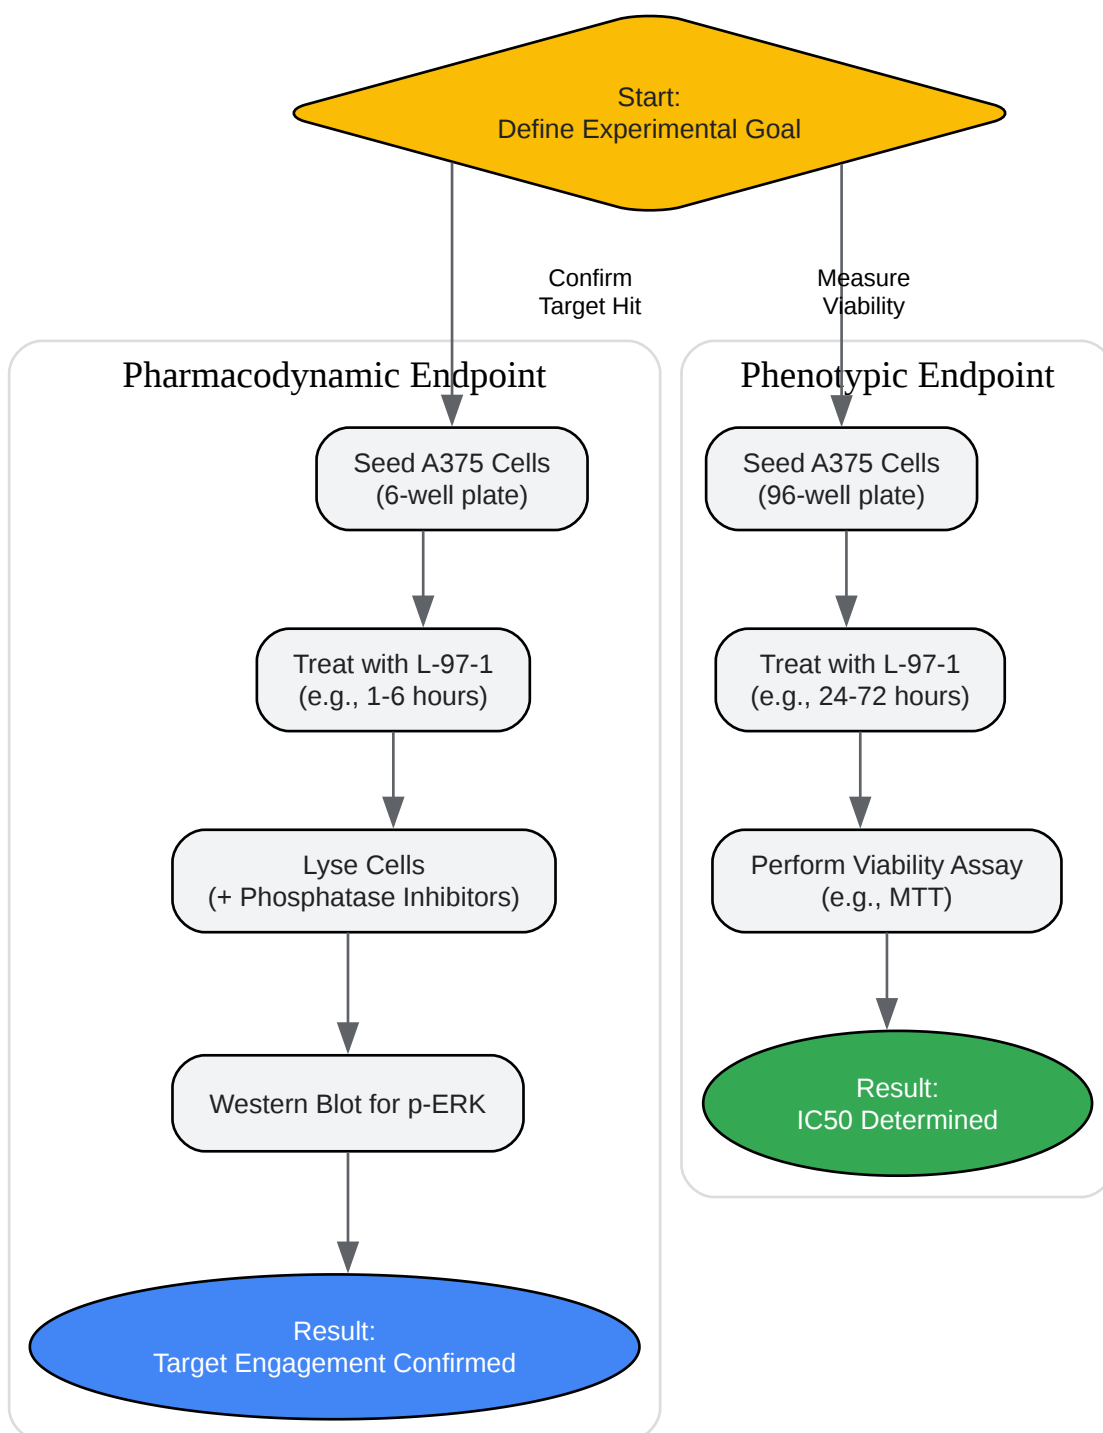 Start:
Define Experimental Goal
Confirm
Target Hit
Measure
Viability
Pharmacodynamic Endpoint
Seed A375 Cells
(6-well plate)
Treat with L-97-1
(e.g., 1-6 hours)
Lyse Cells
(+ Phosphatase Inhibitors)
Western Blot for p-ERK
Result:
Target Engagement Confirmed
Phenotypic Endpoint
Seed A375 Cells
(96-well plate)
Treat with L-97-1
(e.g., 24-72 hours)
Perform Viability Assay
(e.g., MTT)
Result:
IC50 Determined